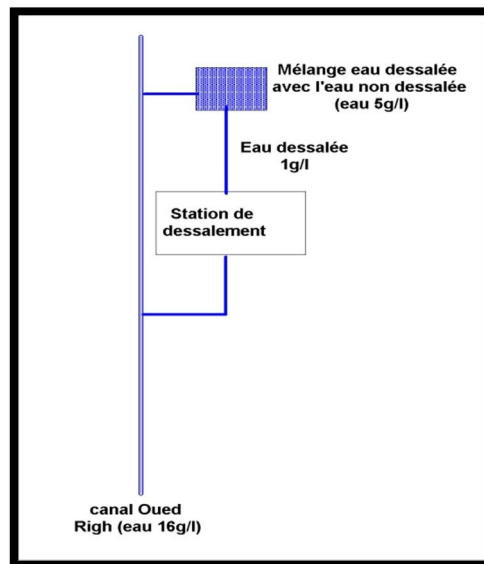 Mélange eau dessalée
avec l'eau non dessalée
(eau 5g/l)
Eau dessalée
1g/l
Station de
dessalement
canal Oued
Righ (eau 16g/l)